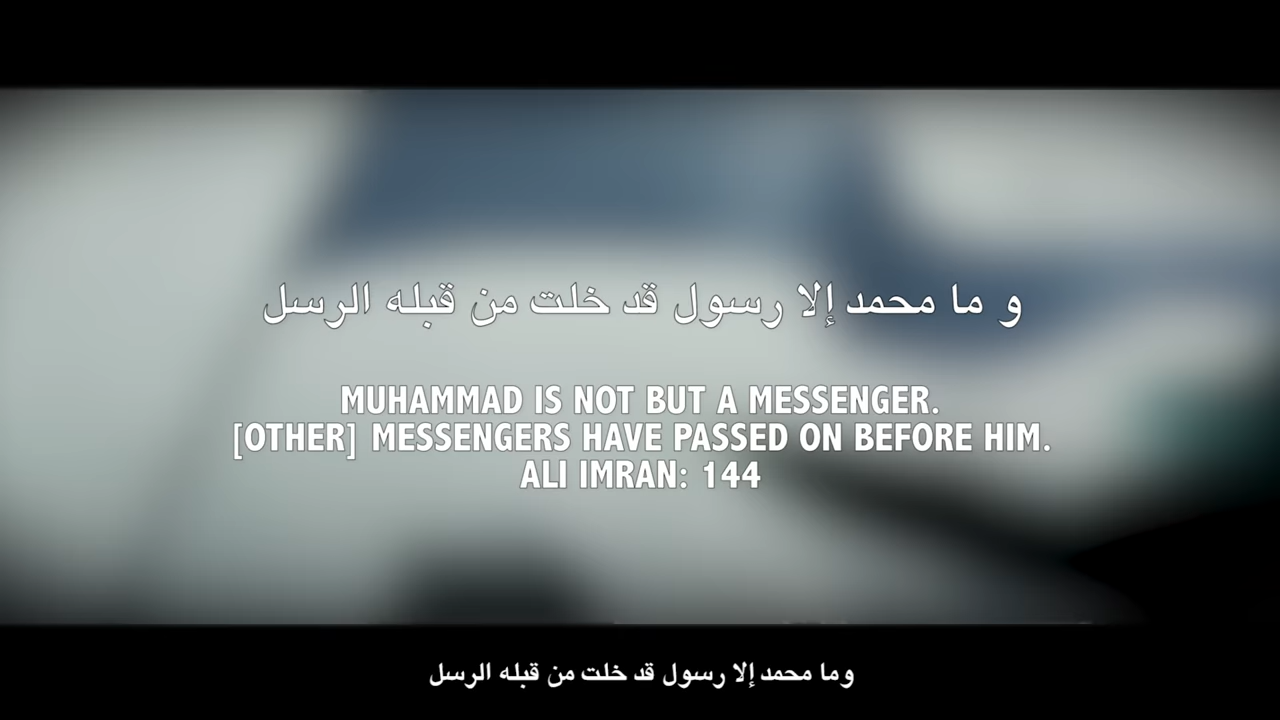 و ما محمد إلا رسول قد خلت من قبله الرسل
MUHAMMAD IS NOT BUT A MESSENGER.
[OTHER] MESSENGERS HAVE PASSED ON BEFORE HIM.
ALI IMRAN: 144
وما محمد إلا رسول قد خلت من قبله الرسل